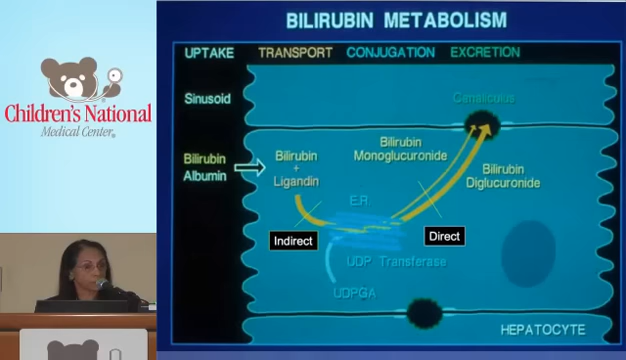 BILIRUBIN METABOLISM
UPTAKE TRANSPORT CONJUGATION EXCRETION
Children's National
Medical Center®
Sinusoid
Canaliculus
Bilirubin
Albumin
Bilirubin
+
Ligandin
Bilirubin
Monoglucuronide
Bilirubin
Diglucuronide
E.R.
Indirect
Direct
UDP Transferase
UDPGA
HEPATOCYTE